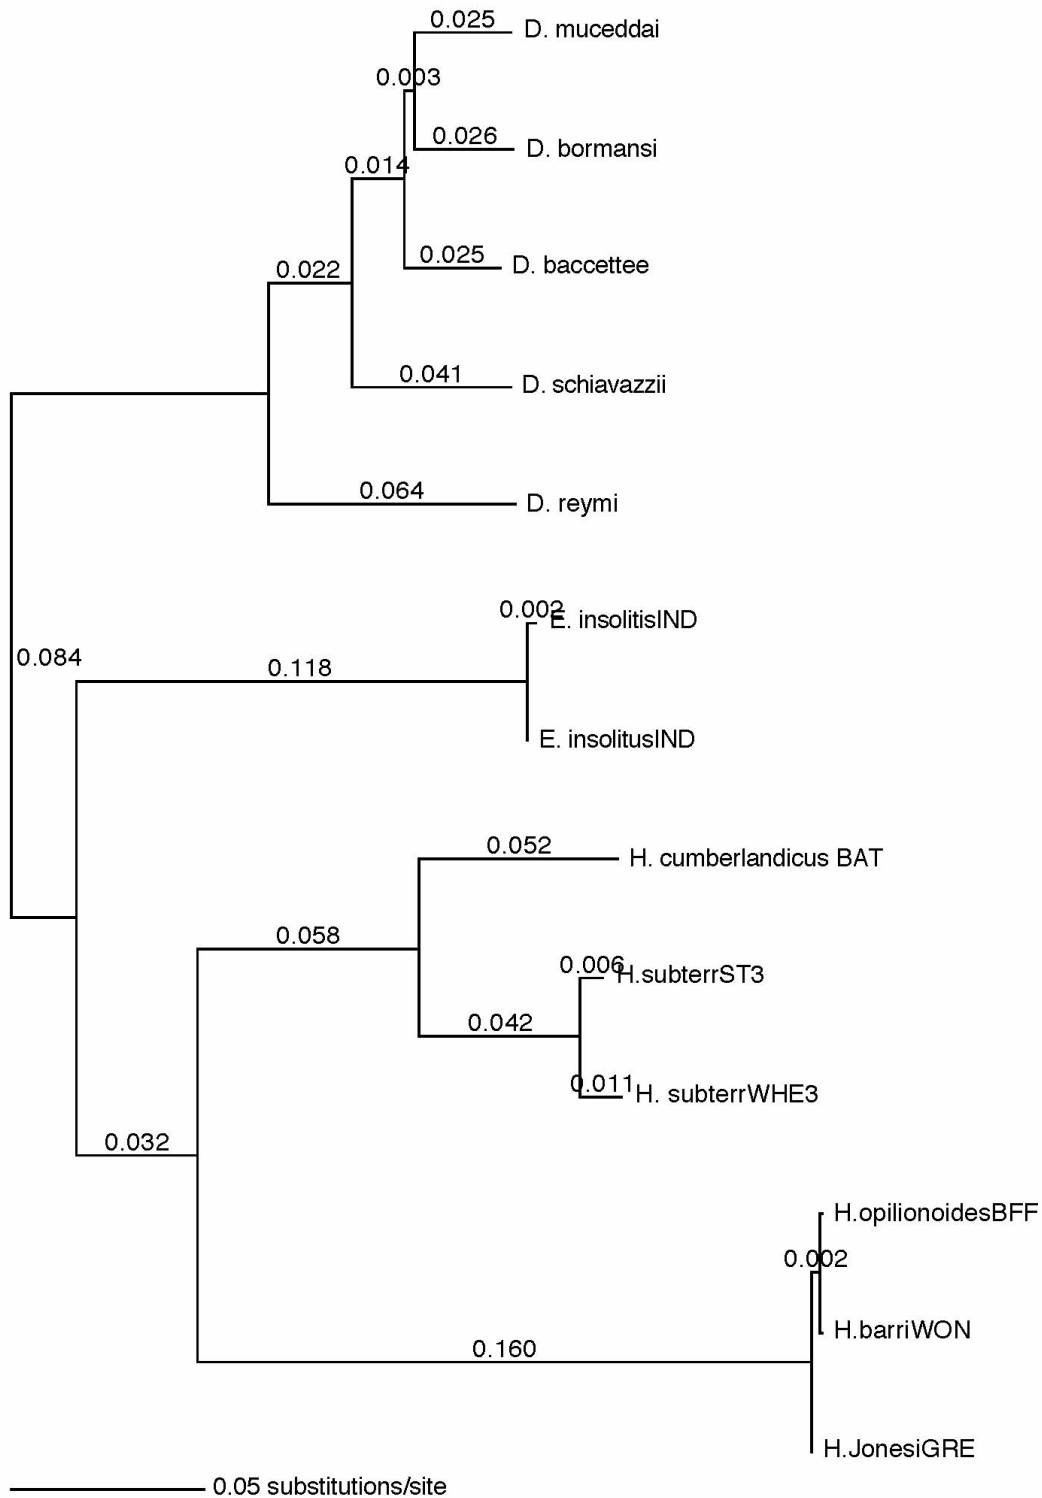 0.025
D. muceddai
0.003
0.026
D. bormansi
0.014
0.025
D. baccettee
0.022
0.041
D. schiavazzii
0.064
D. reymi
0.002
E. insolitisIND
0.084
0.118
E. insolitusIND
0.052
H. cumberlandicus BAT
0.058
0.006
H.subterrST3
0.042
0.011
H. subterrWHE3
0.032
H.opilionoidesBFF
0.002
H.barriWON
0.160
H.JonesiGRE
0.05 substitutions/site